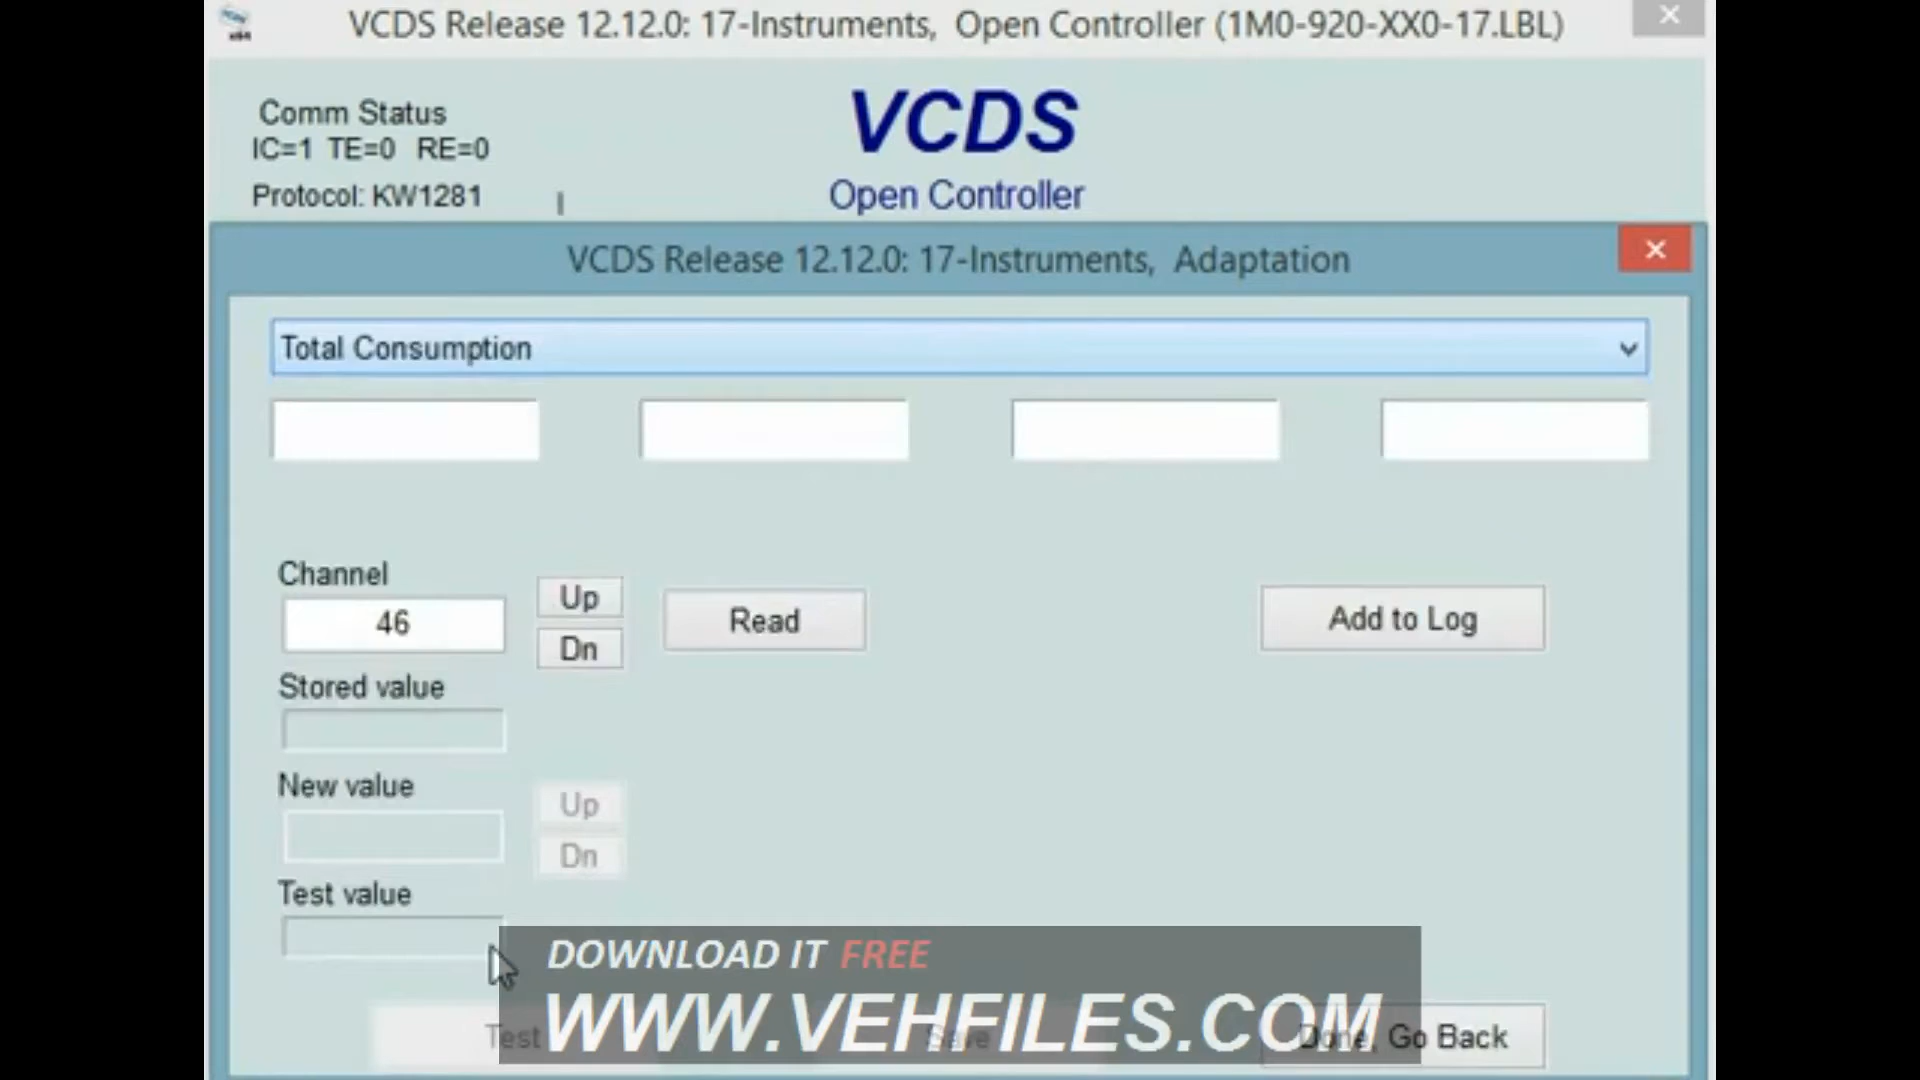 VCDS Release 12.12.0: 17-Instruments, Open Controller (1M0-920-XX0-17.LBL)
Comm Status
IC=1 TE=0 RE=0
Protocol: KW1281
VCDS
Open Controller
VCDS Release 12.12.0: 17-Instruments, Adaptation
Total Consumption
Channel
46
Up
Dn
Read
Add to Log
Stored value
New value
Up
Dn
Test value
DOWNLOAD IT FREE
WWW.VEHFILES.COM
Test
Save
Done, Go Back